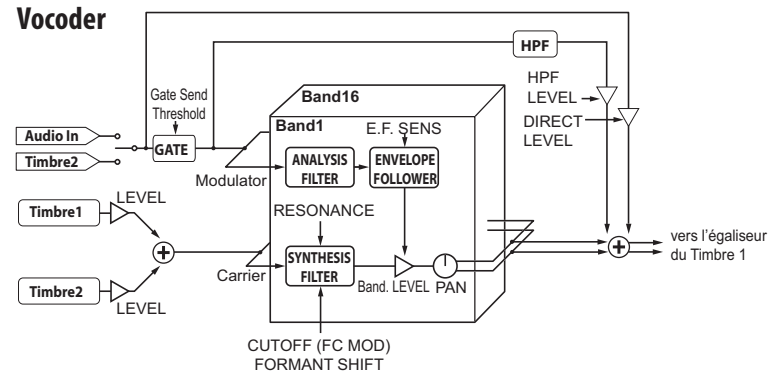 Vocoder
HPF
Gate Send
Threshold
HPF
LEVEL
DIRECT
LEVEL
Band16
Band1
E.F. SENS
Audio In
Timbre2
GATE
ANALYSIS
FILTER
ENVELOPE
FOLLOWER
Modulator
LEVEL
Timbre1
RESONANCE
+
SYNTHESIS
FILTER
Carrier
Band. LEVEL
PAN
+
vers l'égaliseur
du Timbre 1
Timbre2
LEVEL
CUTOFF (FC MOD)
FORMANT SHIFT